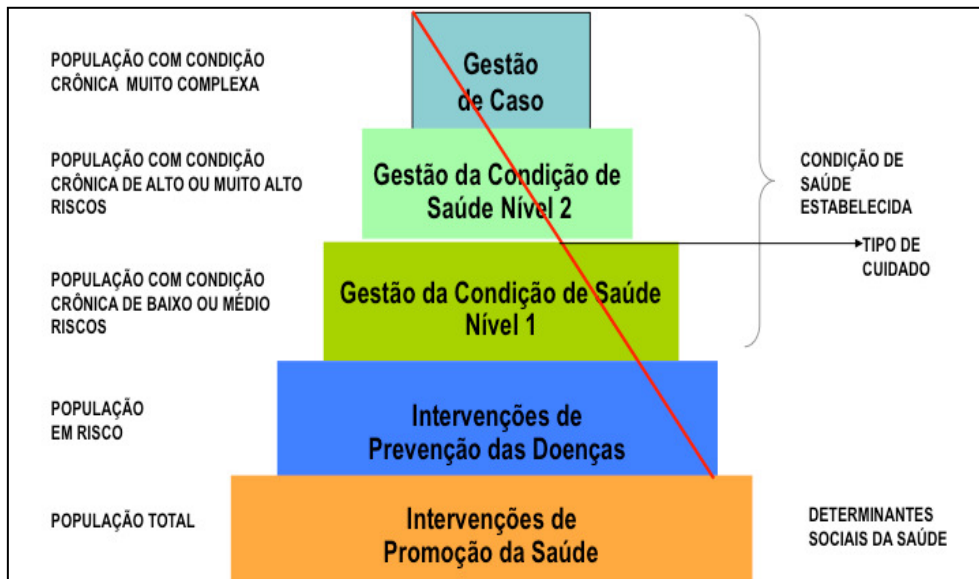 POPULAÇÃO COM CONDIÇÃO
CRÔNICA MUITO COMPLEXA
Gestão
de Caso
POPULAÇÃO COM CONDIÇÃO
CRÔNICA DE ALTO OU MUITO ALTO
RISCOS
Gestão da Condição de
Saúde Nível 2
CONDIÇÃO DE
SAÚDE
ESTABELECIDA
TIPO DE
CUIDADO
POPULAÇÃO COM CONDIÇÃO
CRÔNICA DE BAIXO OU MÉDIO
RISCOS
Gestão da Condição de Saúde
Nível 1
POPULAÇÃO
EM RISCO
Intervenções de
Prevenção das Doenças
POPULAÇÃO TOTAL
Intervenções de
Promoção da Saúde
DETERMINANTES
SOCIAIS DA SAÚDE